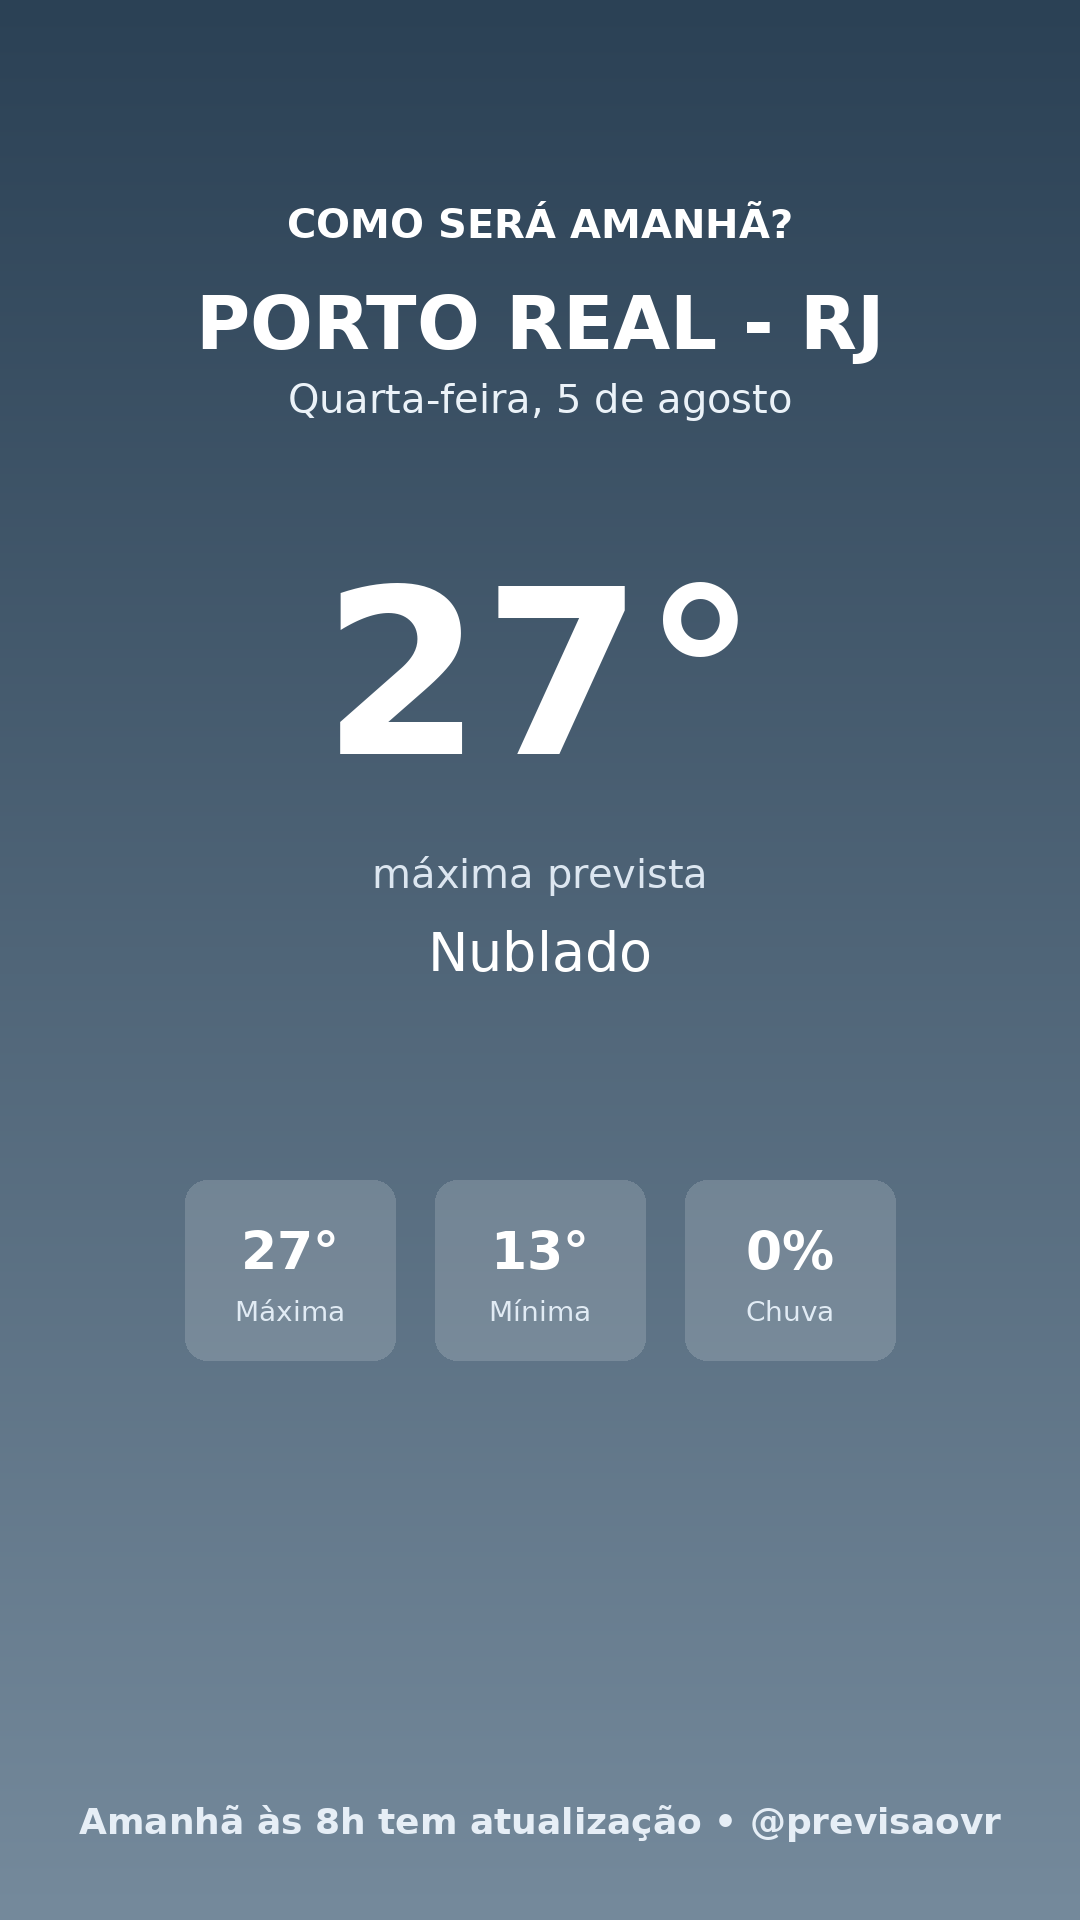 COMO SERÁ AMANHÃ?
PORTO REAL - RJ
Quarta-feira, 5 de agosto
27°
máxima prevista
Nublado
27° 13° 0%
Máxima Mínima Chuva
Amanhã às 8h tem atualização • @previsaovr